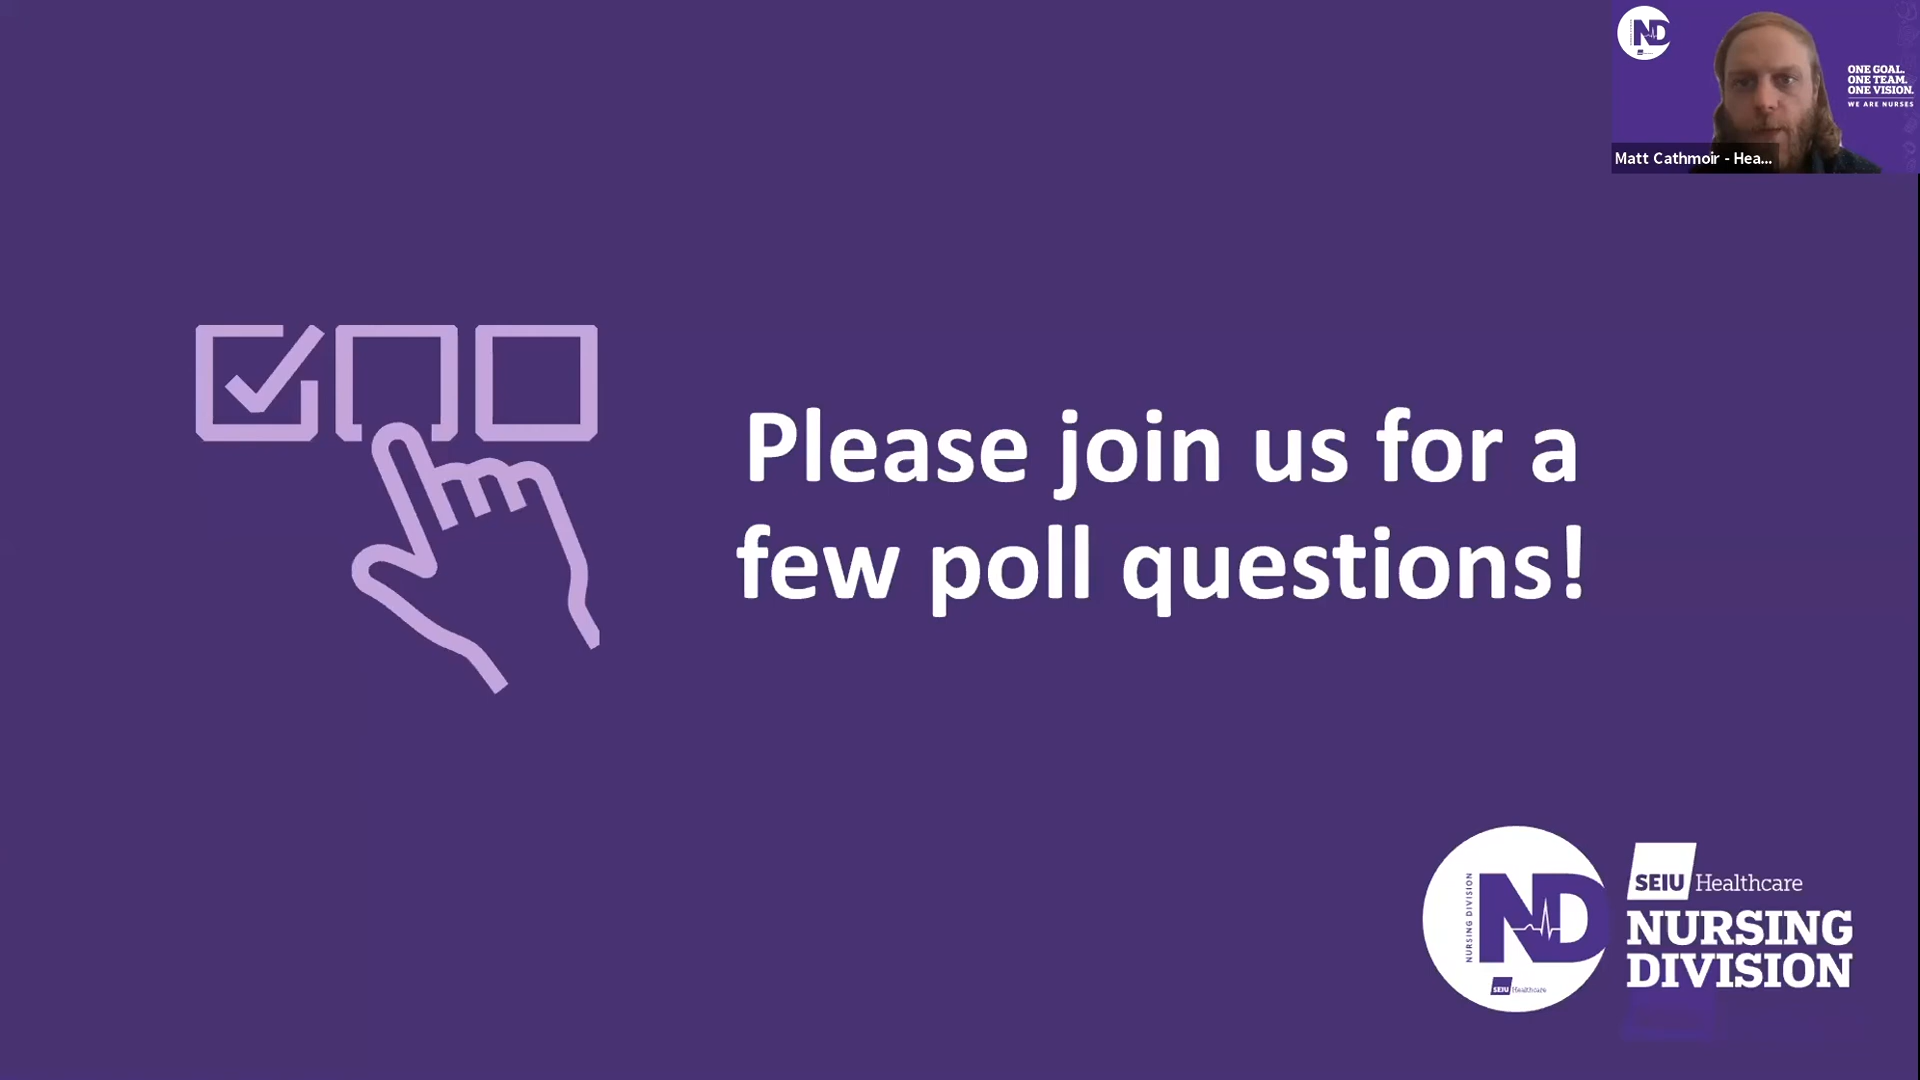 ND
ONE GOAL.
ONE TEAM.
ONE VISION.
WE ARE NURSES
Matt Cathmoir - Hea...
Please join us for a
few poll questions!
NURSING DIVISION
ND
SEIU Healthcare
SEIU Healthcare
NURSING
DIVISION